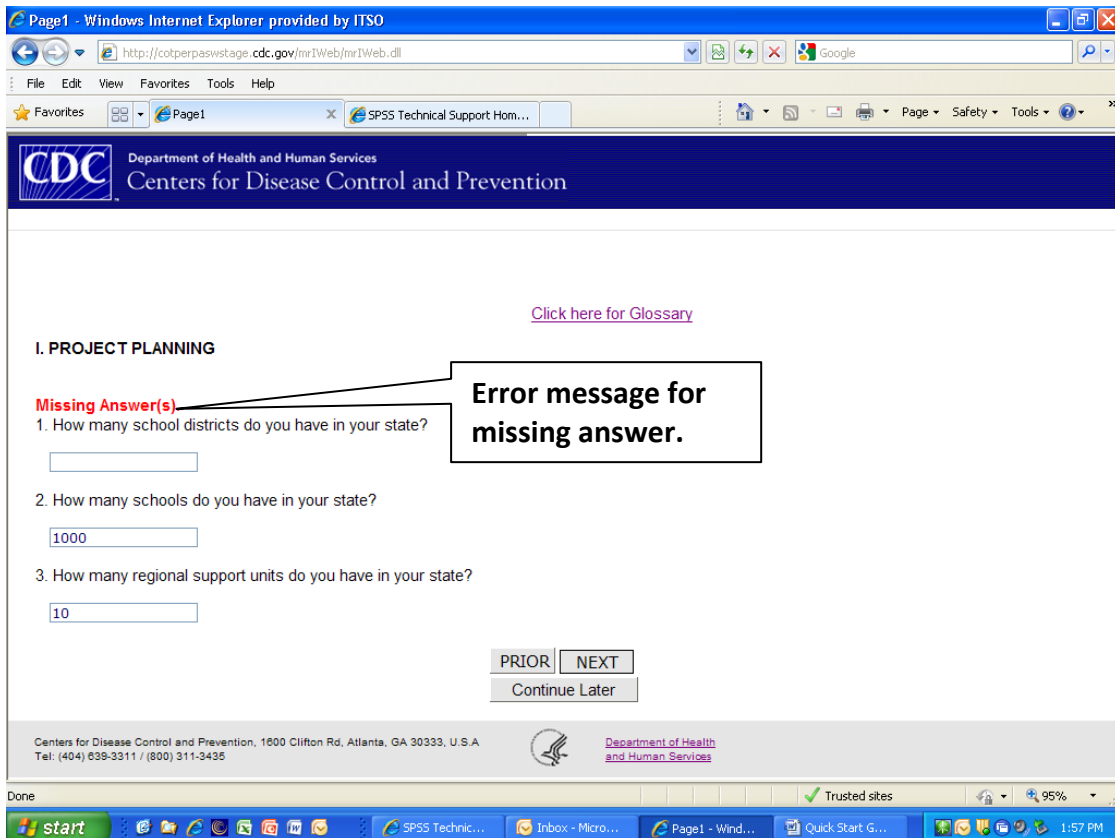 Page1 - Windows Internet Explorer provided by ITSO
http://cotperpaswstage.cdc.gov/mrIWeb/mrIWeb.dll
Google
File Edit View Favorites Tools Help
Favorites
Page1
SPSS Technical Support Hom...
Page Safety Tools
CDC
Department of Health and Human Services
Centers for Disease Control and Prevention
Click here for Glossary
I. PROJECT PLANNING
Error message for
missing answer.
Missing Answer(s)
1. How many school districts do you have in your state?
2. How many schools do you have in your state?
1000
3. How many regional support units do you have in your state?
10
PRIOR NEXT
Continue Later
Centers for Disease Control and Prevention, 1600 Clifton Rd, Atlanta, GA 30333, U.S.A
Tel: (404) 639-3311 / (800) 311-3435
Department of Health
and Human Services
Done
Trusted sites
95%
start
SPSS Technic...
Inbox - Micro...
Page1 - Wind...
Quick Start G...
1:57 PM